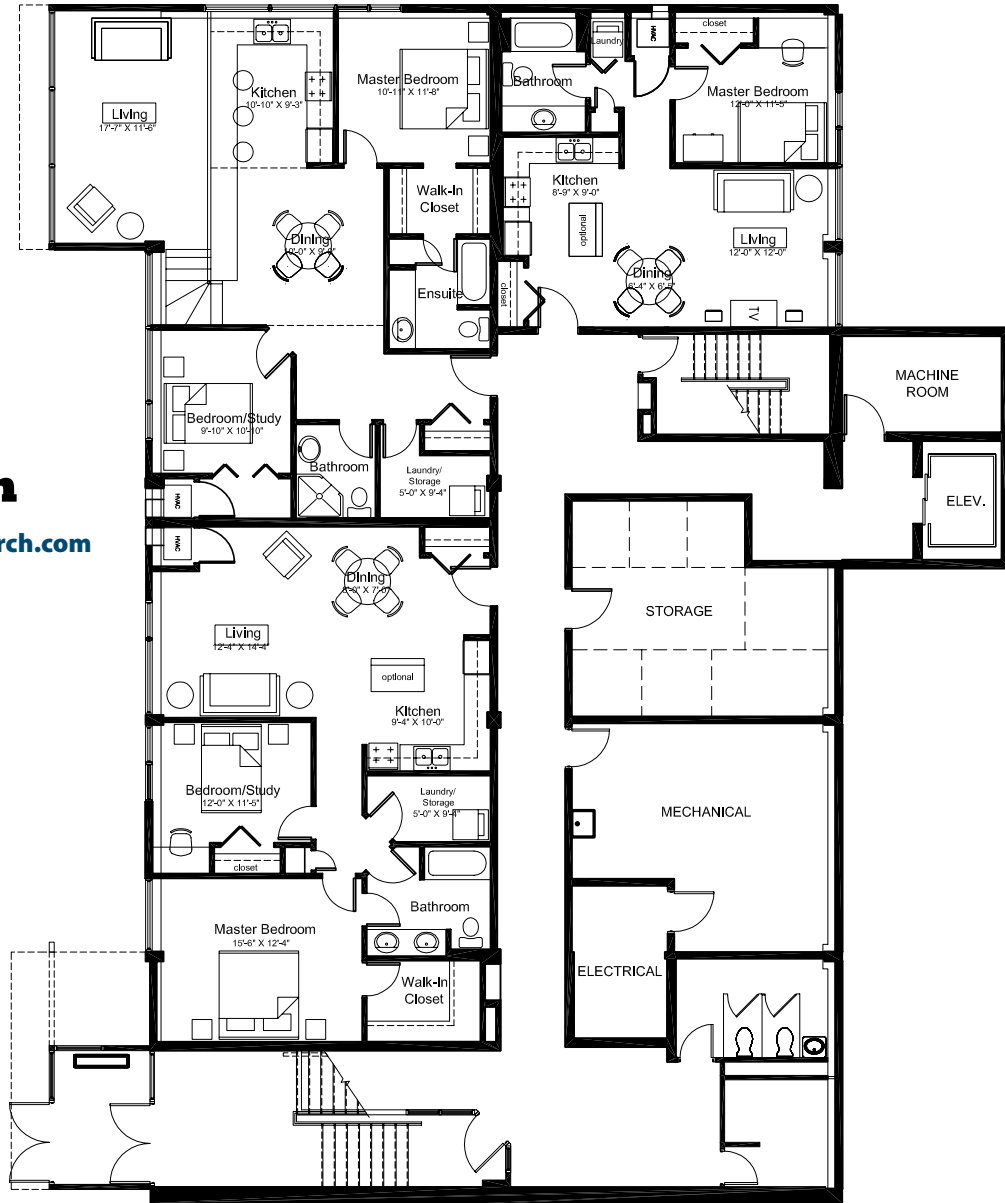 Living
17'-7" X 11'-6"
Kitchen
10'-10" X 9'-3"
Master Bedroom
10'-11" X 11'-8"
Walk-In
Closet
Dining
Ensuite
Bedroom/Study
9'-10" X 10'-10"
HVAC
Bathroom
Laundry/
Storage
5'-0" X 9'-4"
Bathroom
Laundry
HVAC
closet
Master Bedroom
12'-0" X 11'-5"
Kitchen
8'-9" X 9'-0"
optional
Living
12'-0" X 12'-0"
Dining
closet
TV
MACHINE
ROOM
ELEV.
n
rch.com
HVAC
Dining
Living
12'-4" X 14'-4"
optional
Kitchen
9'-4" X 10'-0"
Bedroom/Study
12'-0" X 11'-5"
closet
Laundry/
Storage
5'-0" X 9'-4"
Bathroom
Master Bedroom
15'-6" X 12'-4"
Walk-In
Closet
STORAGE
MECHANICAL
ELECTRICAL